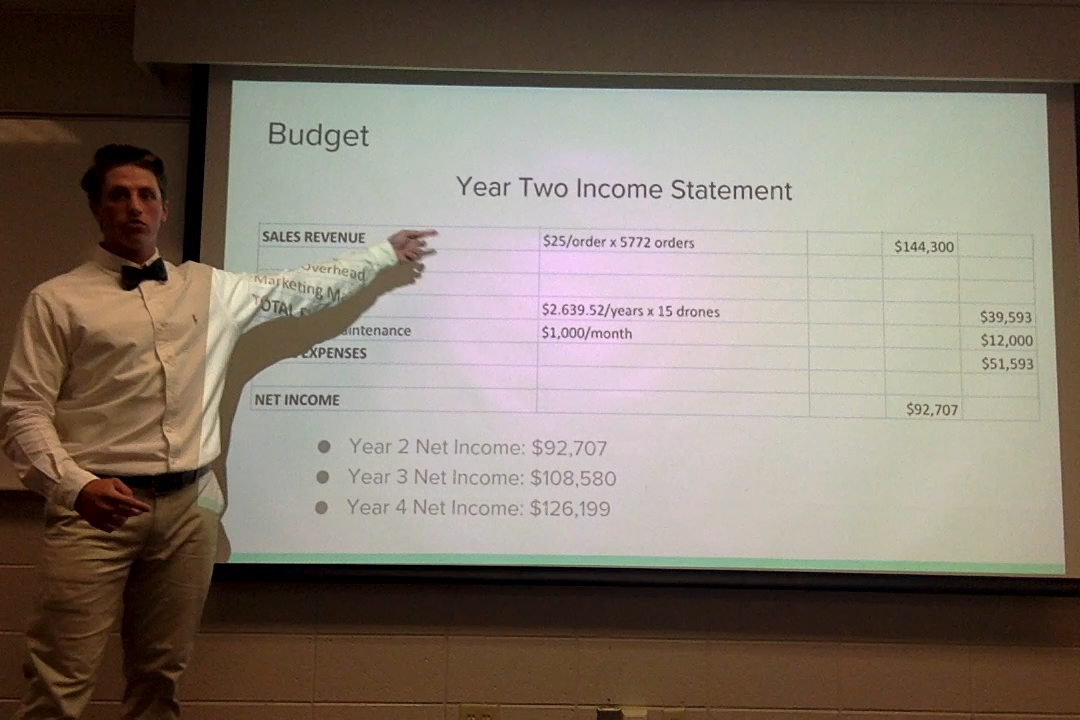 Budget
Year Two Income Statement
SALES REVENUE $25/order x 5772 orders $144,300
Overhead $2.639.52/years x 15 drones $39,593
Marketing intenance $1,000/month $12,000
TOTAL EXPENSES $51,593
NET INCOME $92,707
Year 2 Net Income: $92,707
Year 3 Net Income: $108,580
Year 4 Net Income: $126,199